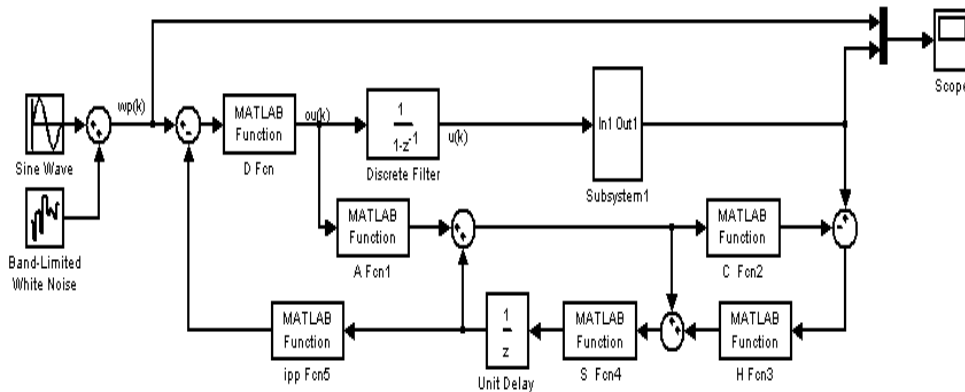 Scope
wp(k)
Sine Wave
MATLAB
Function
D Fcn
ou(k)
1
1-z⁻¹
Discrete Filter
u(k)
In1 Out1
Subsystem1
Band-Limited
White Noise
MATLAB
Function
A Fcn1
MATLAB
Function
C Fcn2
MATLAB
Function
ipp Fcn5
1
z
Unit Delay
MATLAB
Function
S Fcn4
MATLAB
Function
H Fcn3